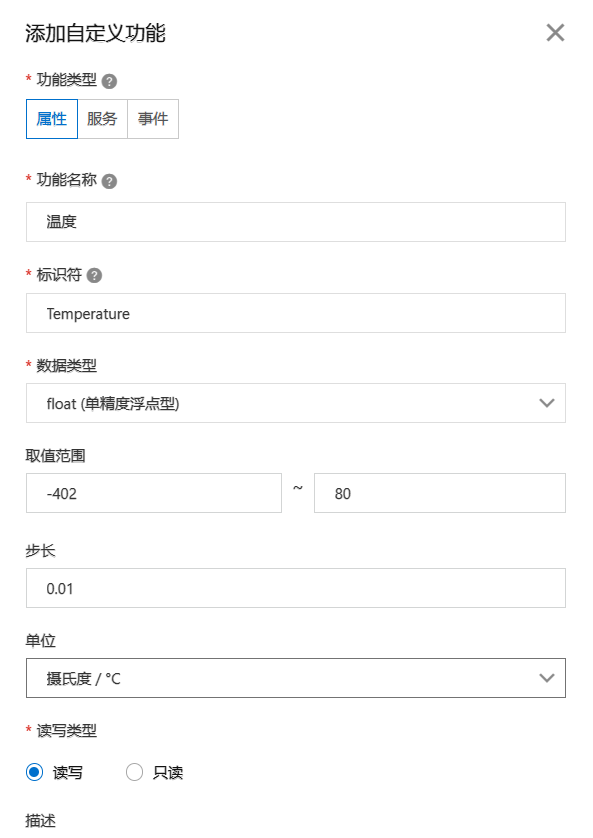 添加自定义功能
* 功能类型 ?
属性 服务 事件
* 功能名称 ?
温度
* 标识符 ?
Temperature
* 数据类型
float (单精度浮点型)
取值范围
-402 ~ 80
步长
0.01
单位
摄氏度 / °C
* 读写类型
读写 只读
描述